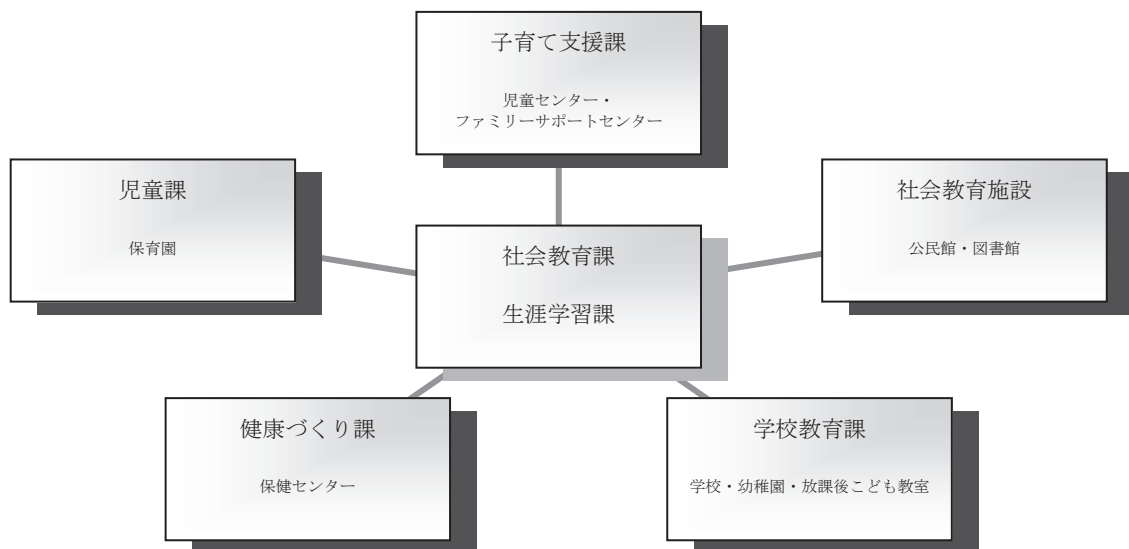 子育て支援課
児童センター・
ファミリーサポートセンター
児童課
保育園
社会教育施設
公民館・図書館
社会教育課
生涯学習課
健康づくり課
保健センター
学校教育課
学校・幼稚園・放課後こども教室